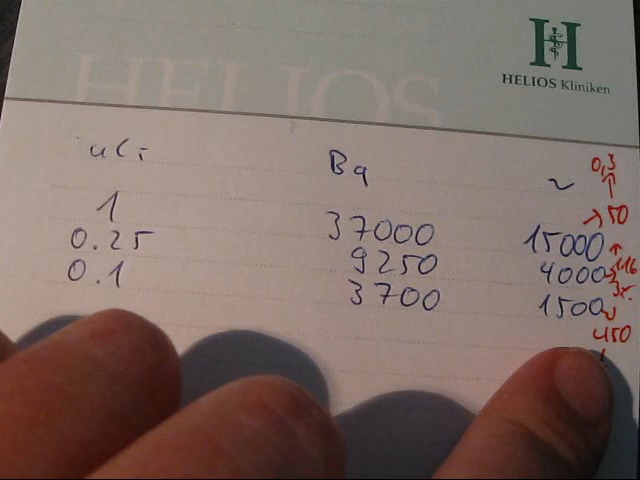 H
HELIOS Kliniken
HELIOS
uCi Bq ~ 0,3
1 37000 15000 50
0.25 9250 4000
0.1 3700 1500
450